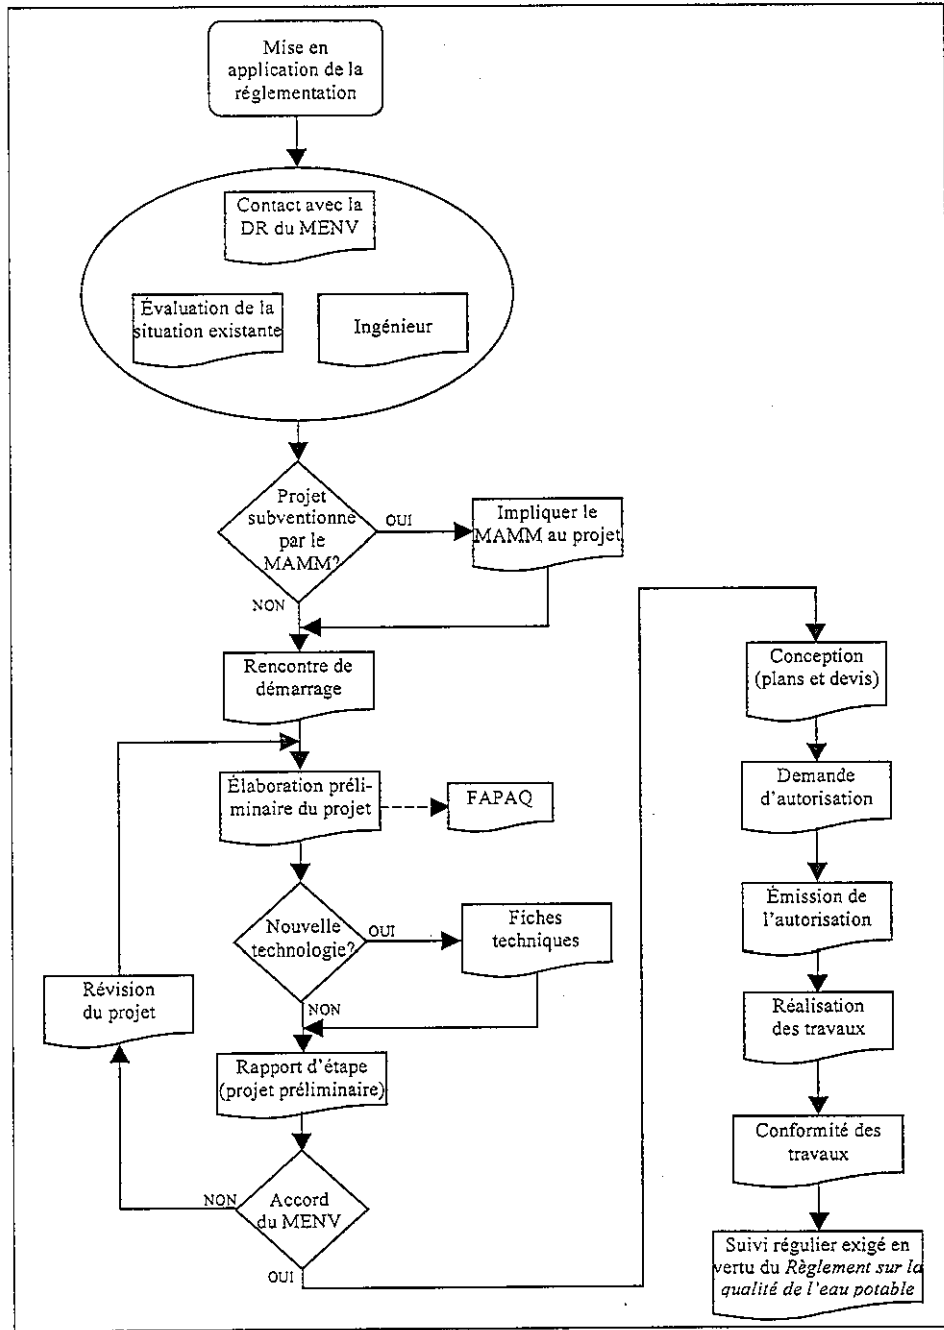 Mise en
application de la
réglementation
Contact avec la
DR du MENV
Évaluation de la
situation existante
Ingénieur
Projet
subventionné
par le
MAMM?
OUI
Impliquer le
MAMM au projet
NON
Rencontre de
démarrage
Élaboration préli-
minaire du projet
FAPAQ
Nouvelle
technologie?
OUI
Fiches
techniques
NON
Révision
du projet
Rapport d'étape
(projet préliminaire)
NON
Accord
du MENV
OUI
Conception
(plans et devis)
Demande
d'autorisation
Émission de
l'autorisation
Réalisation
des travaux
Conformité des
travaux
Suivi régulier exigé en
vertu du Règlement sur la
qualité de l'eau potable